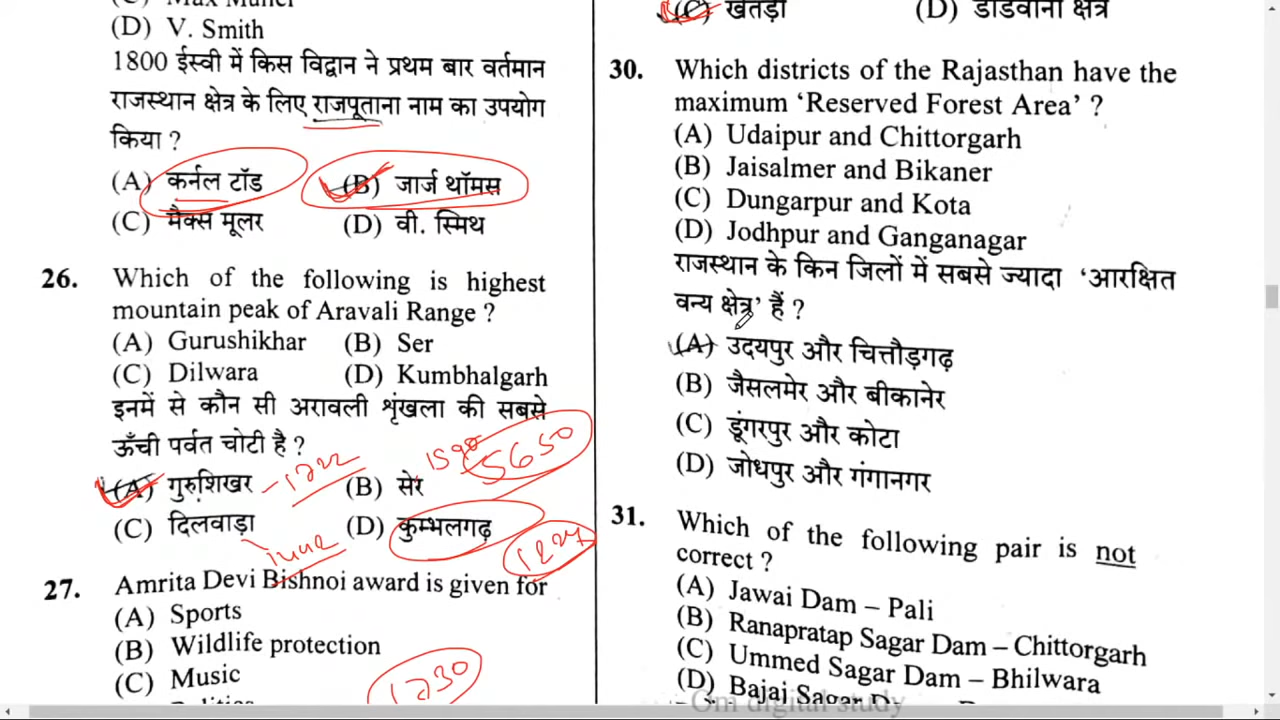 (D) V. Smith
1800 ईस्वी में किस विद्वान ने प्रथम बार वर्तमान
राजस्थान क्षेत्र के लिए राजपूताना नाम का उपयोग
किया ?
(A) कर्नल टॉड (B) जार्ज थॉमस
(C) मैक्स मूलर (D) वी. स्मिथ
26. Which of the following is highest
mountain peak of Aravali Range ?
(A) Gurushikhar (B) Ser
(C) Dilwara (D) Kumbhalgarh
इनमें से कौन सी अरावली शृंखला की सबसे
ऊँची पर्वत चोटी है ?
(A) गुरुशिखर - 1722 (B) सेर
5650
(C) दिलवाड़ा (D) कुम्भलगढ़
27. Amrita Devi Bishnoi award is given for
(A) Sports
(B) Wildlife protection
(C) Music
1730
(C) खेतड़ी (D) डीडवाना क्षेत्र
30. Which districts of the Rajasthan have the
maximum ‘Reserved Forest Area’ ?
(A) Udaipur and Chittorgarh
(B) Jaisalmer and Bikaner
(C) Dungarpur and Kota
(D) Jodhpur and Ganganagar
राजस्थान के किन जिलों में सबसे ज्यादा ‘आरक्षित
वन्य क्षेत्र’ हैं ?
(A) उदयपुर और चित्तौड़गढ़
(B) जैसलमेर और बीकानेर
(C) डूंगरपुर और कोटा
(D) जोधपुर और गंगानगर
31. Which of the following pair is not
correct ?
(A) Jawai Dam – Pali
(B) Ranapratap Sagar Dam – Chittorgarh
(C) Ummed Sagar Dam – Bhilwara
(D) Bajaj Sagar
Om digital study